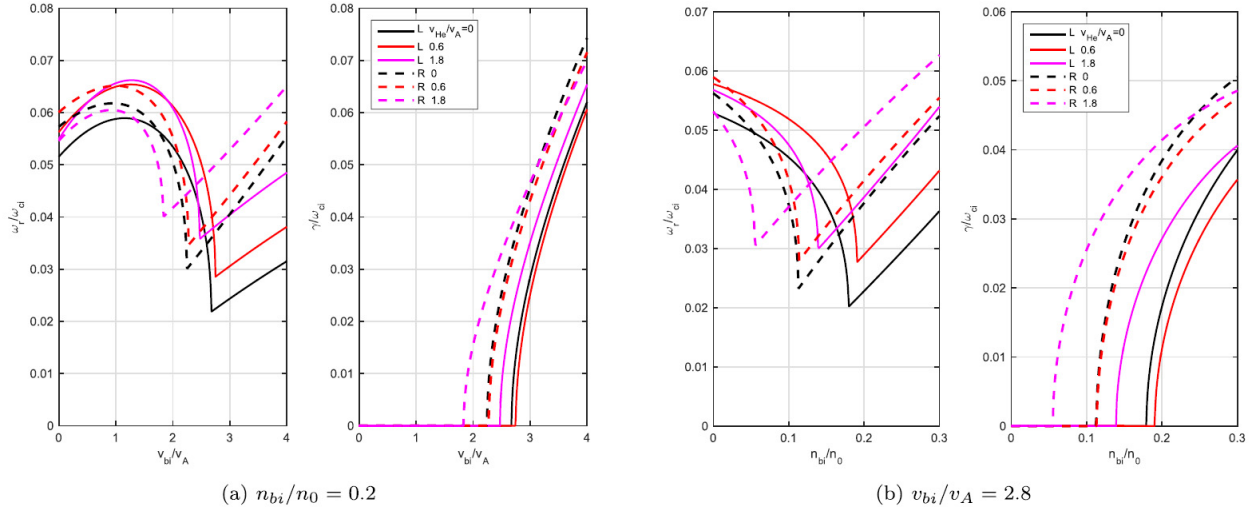 0.08
0.07
0.06
0.05
0.04
0.03
0.02
0.01
0
ω_r/ω_ci
0 1 2 3 4
v_bi/v_A
0.08
0.07
0.06
0.05
0.04
0.03
0.02
0.01
0
γ/ω_ci
L v_He/v_A=0
L 0.6
L 1.8
R 0
R 0.6
R 1.8
0 1 2 3 4
v_bi/v_A
(a) n_bi/n_0 = 0.2
0.07
0.06
0.05
0.04
0.03
0.02
0.01
0
ω_r/ω_ci
0 0.1 0.2 0.3
n_bi/n_0
0.06
0.05
0.04
0.03
0.02
0.01
0
γ/ω_ci
L v_He/v_A=0
L 0.6
L 1.8
R 0
R 0.6
R 1.8
0 0.1 0.2 0.3
n_bi/n_0
(b) v_bi/v_A = 2.8